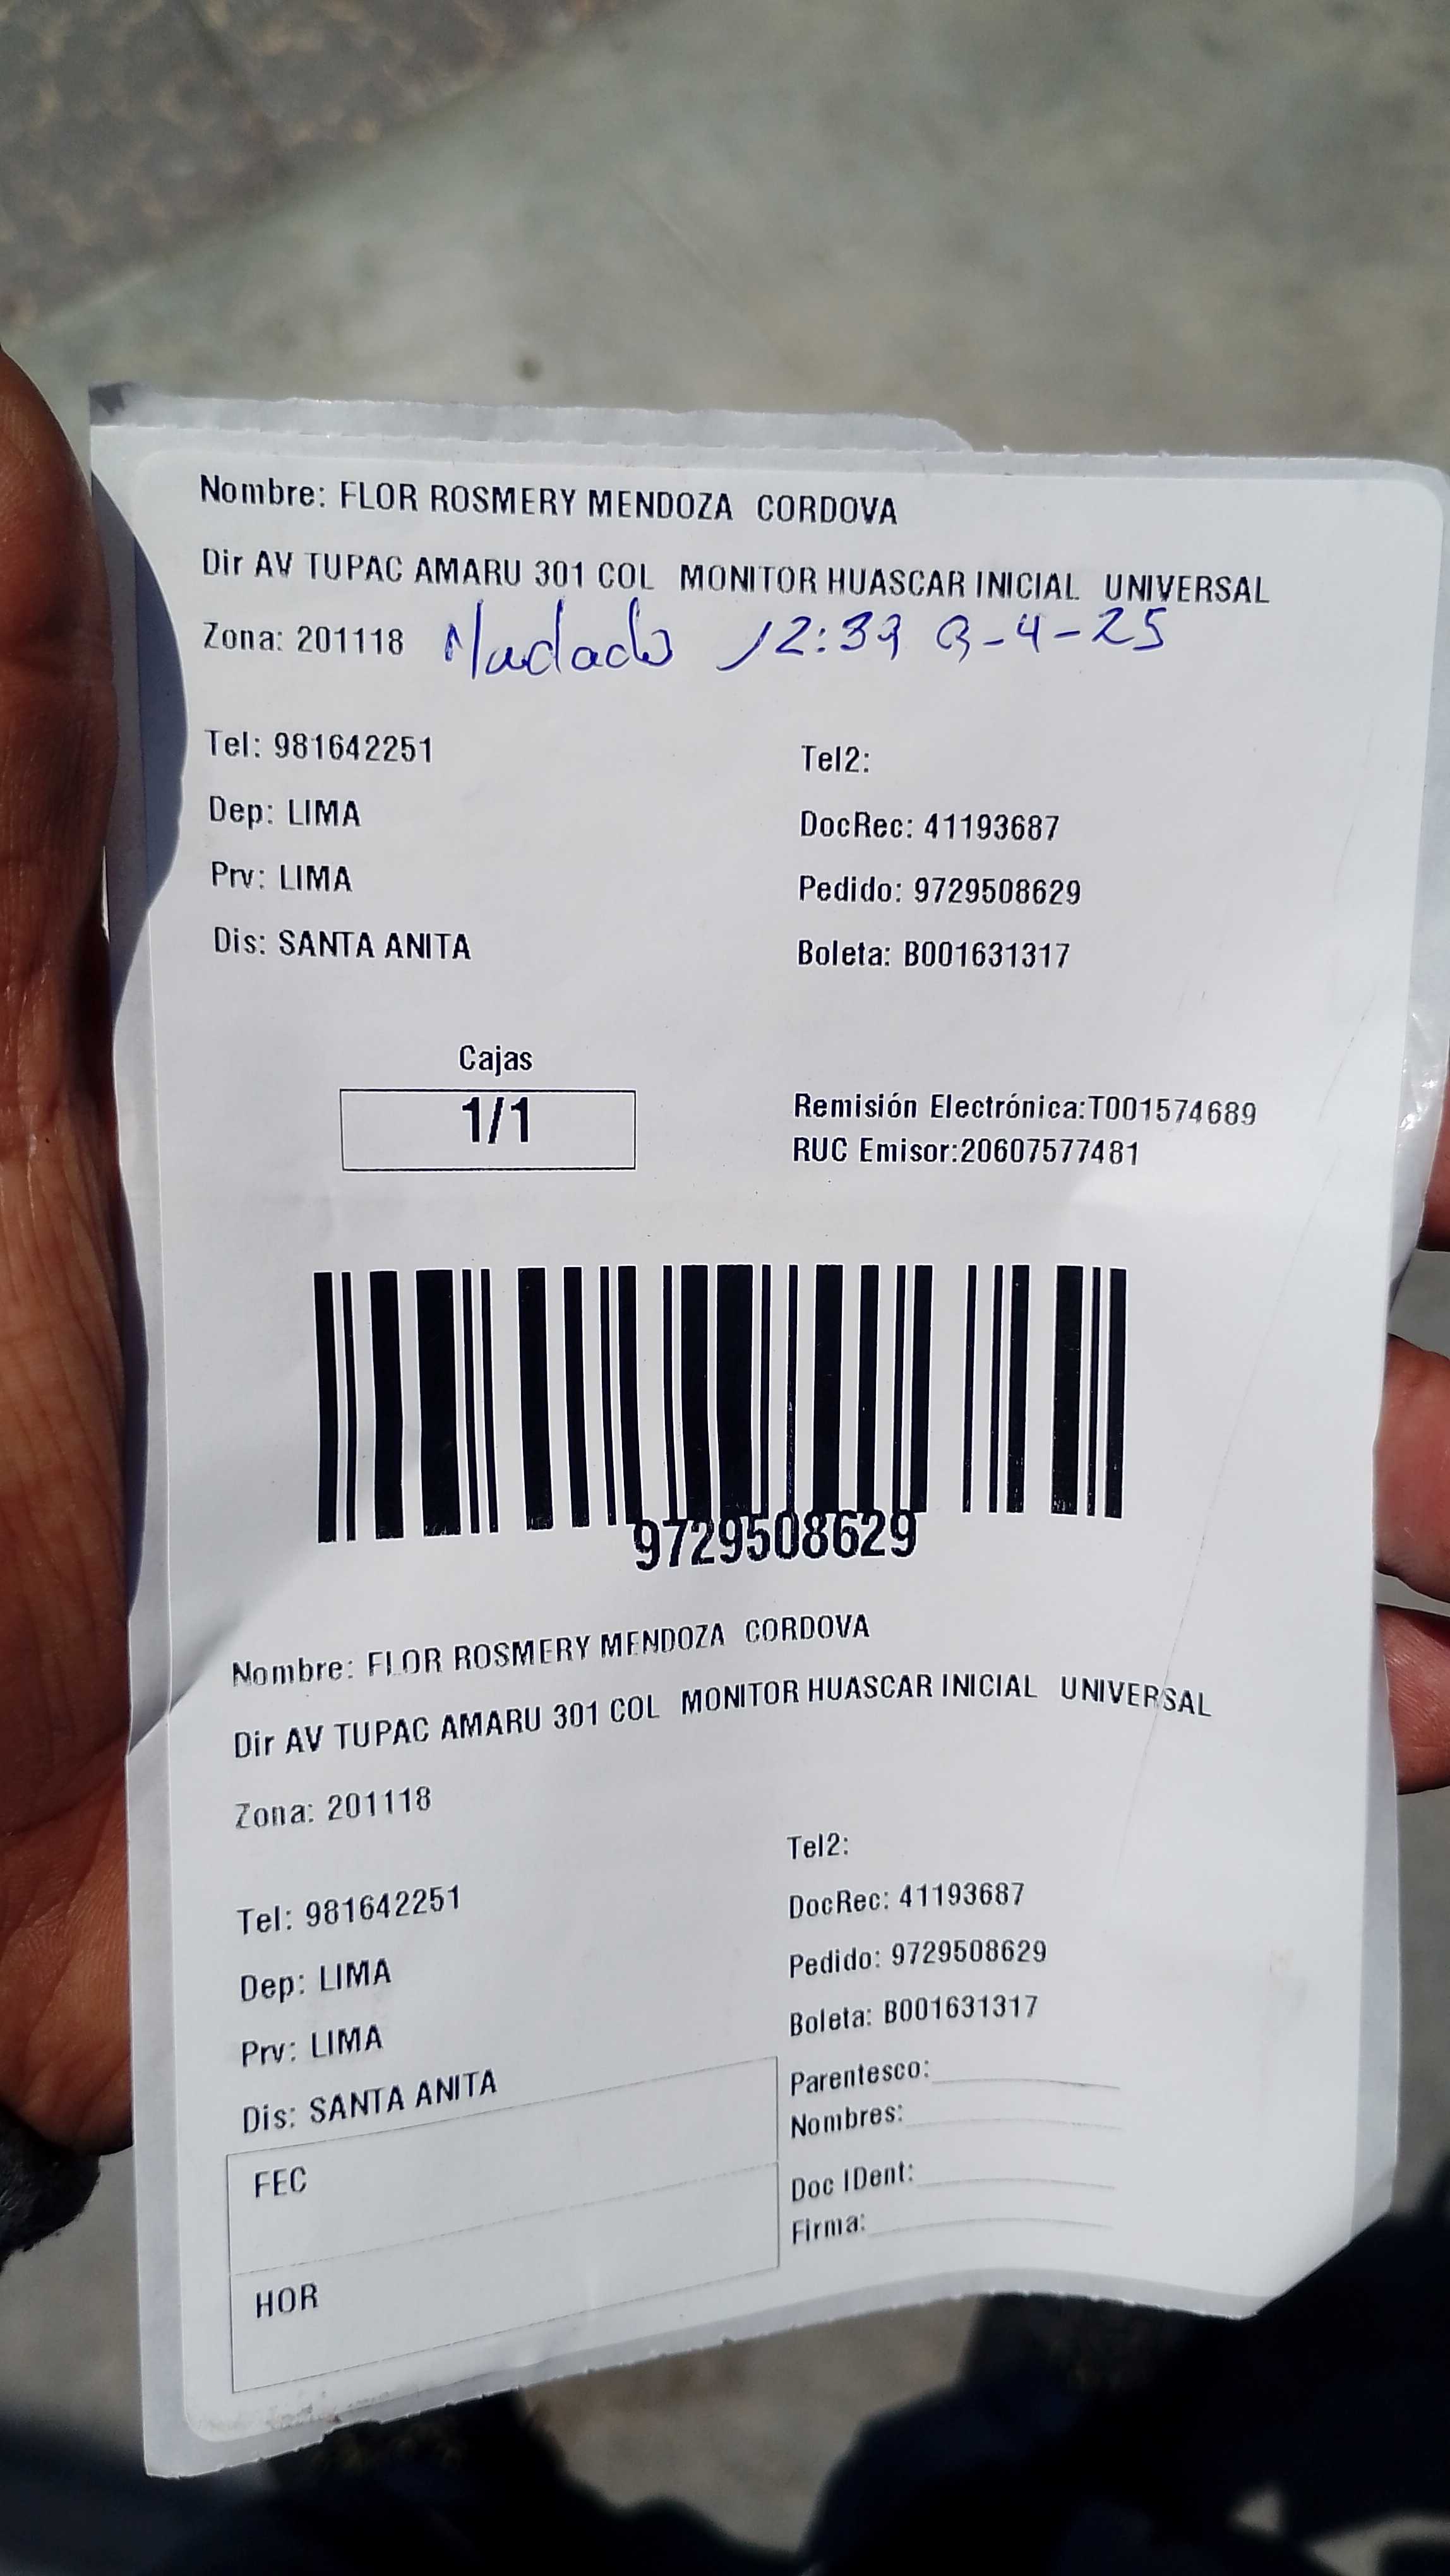 Nombre: FLOR ROSMERY MENDOZA CORDOVA
Dir AV TUPAC AMARU 301 COL MONITOR HUASCAR INICIAL UNIVERSAL
Zona: 201118 Mudado 12:39 3-4-25
Tel: 981642251 Tel2:
Dep: LIMA DocRec: 41193687
Prv: LIMA Pedido: 9729508629
Dis: SANTA ANITA Boleta: B001631317
Cajas
1/1
Remisión Electrónica:T001574689
RUC Emisor:20607577481
9729508629
Nombre: FLOR ROSMERY MENDOZA CORDOVA
Dir AV TUPAC AMARU 301 COL MONITOR HUASCAR INICIAL UNIVERSAL
Zona: 201118
Tel: 981642251 Tel2:
Dep: LIMA DocRec: 41193687
Prv: LIMA Pedido: 9729508629
Dis: SANTA ANITA Boleta: B001631317
Parentesco:
Nombres:
FEC
Doc IDent:
Firma:
HOR